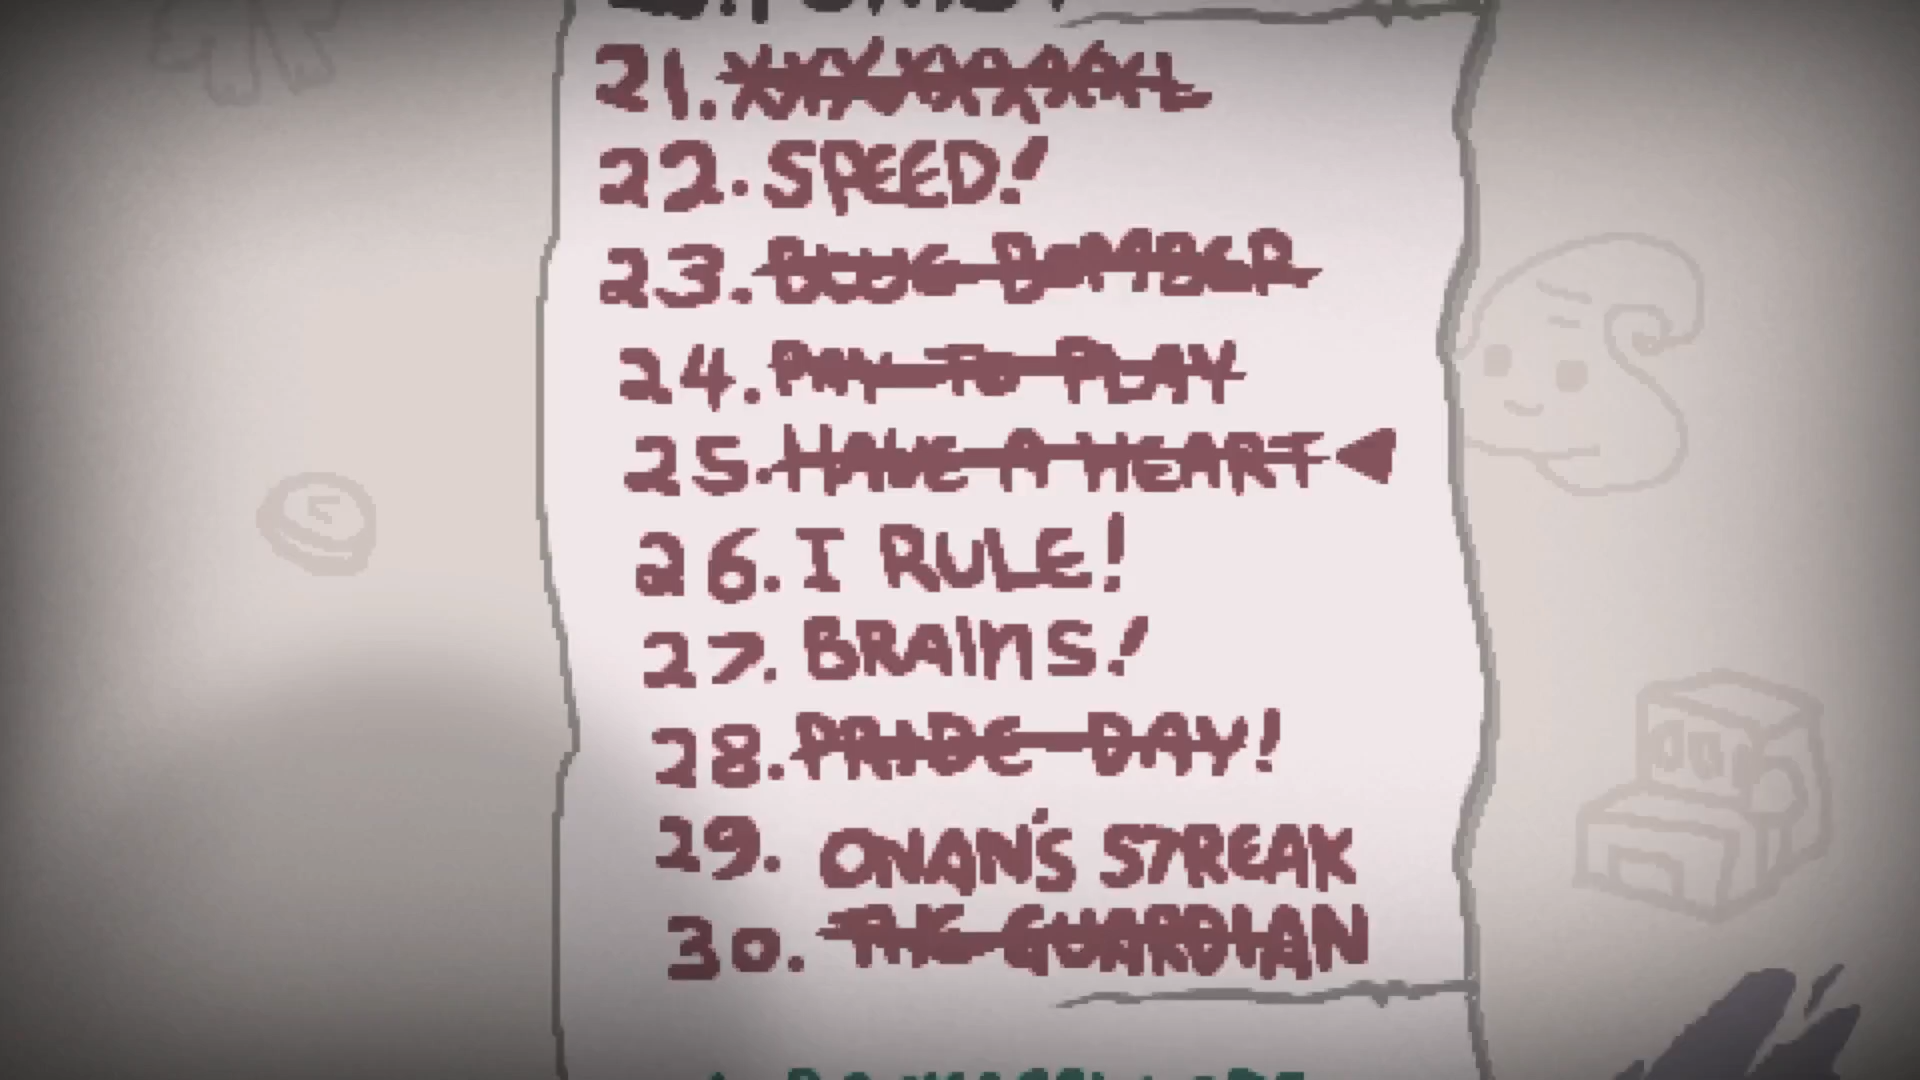 21. XXXXXXXXL
22. SPEED!
23. BLUE BOMBER
24. PAY TO PLAY
25. HAVE A HEART
26. I RULE!
27. BRAINS!
28. PRIDE DAY!
29. ONAN'S STREAK
30. THE GUARDIAN